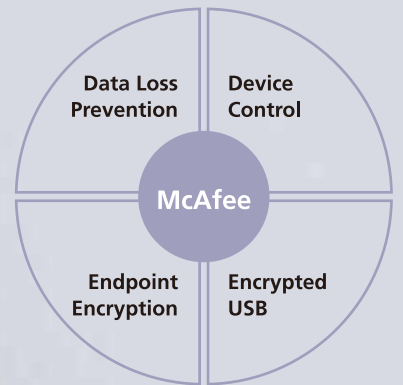 Data Loss
Prevention
Device
Control
McAfee
Endpoint
Encryption
Encrypted
USB